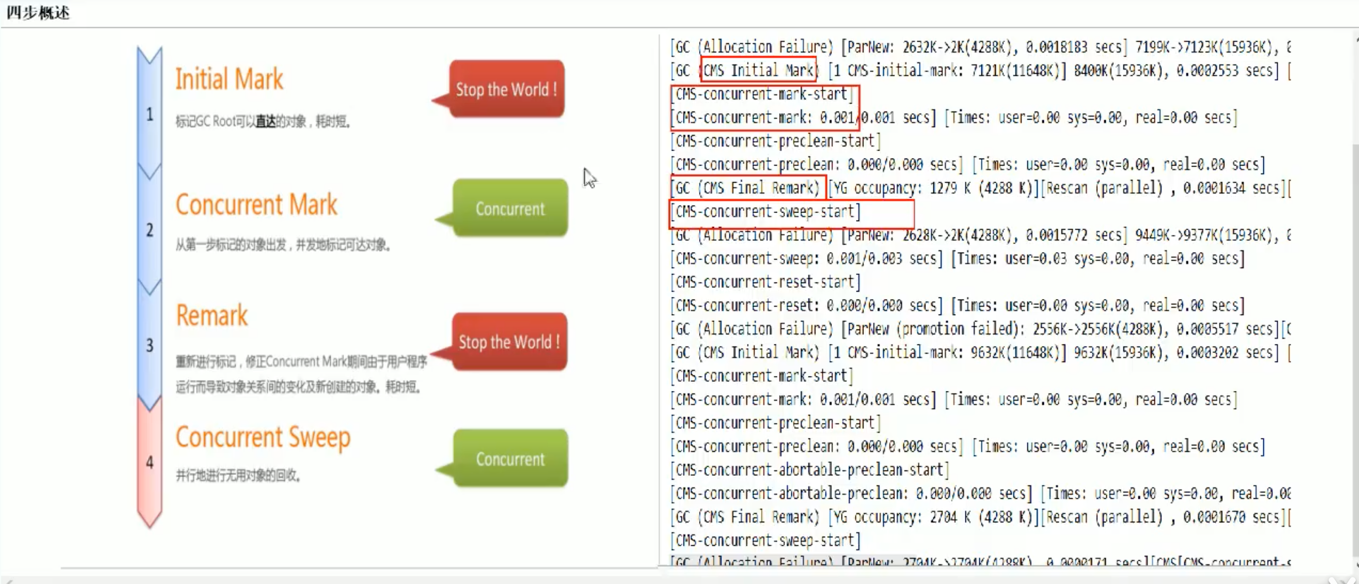 四步概述
1
Initial Mark
标记GC Root可以直达的对象，耗时短。
Stop the World !
2
Concurrent Mark
从第一步标记的对象出发，并发地标记可达对象。
Concurrent
3
Remark
重新进行标记，修正Concurrent Mark期间由于用户程序
运行而导致对象关系间的变化及新创建的对象。耗时短。
Stop the World !
4
Concurrent Sweep
并行地进行无用对象的回收。
Concurrent
[GC (Allocation Failure) [ParNew: 2632K->2K(4288K), 0.0018183 secs] 7199K->7123K(15936K),
[GC (CMS Initial Mark) [1 CMS-initial-mark: 7121K(11648K)] 8400K(15936K), 0.0002553 secs] [
[CMS-concurrent-mark-start]
[CMS-concurrent-mark: 0.001/0.001 secs] [Times: user=0.00 sys=0.00, real=0.00 secs]
[CMS-concurrent-preclean-start]
[CMS-concurrent-preclean: 0.000/0.000 secs] [Times: user=0.00 sys=0.00, real=0.00 secs]
[GC (CMS Final Remark) [YG occupancy: 1279 K (4288 K)][Rescan (parallel) , 0.0001634 secs][
[CMS-concurrent-sweep-start]
[GC (Allocation Failure) [ParNew: 2628K->2K(4288K), 0.0015772 secs] 9449K->9377K(15936K),
[CMS-concurrent-sweep: 0.001/0.003 secs] [Times: user=0.03 sys=0.00, real=0.00 secs]
[CMS-concurrent-reset-start]
[CMS-concurrent-reset: 0.000/0.000 secs] [Times: user=0.00 sys=0.00, real=0.00 secs]
[GC (Allocation Failure) [ParNew (promotion failed): 2556K->2556K(4288K), 0.0005517 secs][
[GC (CMS Initial Mark) [1 CMS-initial-mark: 9632K(11648K)] 9632K(15936K), 0.0003202 secs] [
[CMS-concurrent-mark-start]
[CMS-concurrent-mark: 0.001/0.001 secs] [Times: user=0.00 sys=0.00, real=0.00 secs]
[CMS-concurrent-preclean-start]
[CMS-concurrent-preclean: 0.000/0.000 secs] [Times: user=0.00 sys=0.00, real=0.00 secs]
[CMS-concurrent-abortable-preclean-start]
[CMS-concurrent-abortable-preclean: 0.000/0.000 secs] [Times: user=0.00 sys=0.00, real=0.00
[GC (CMS Final Remark) [YG occupancy: 2704 K (4288 K)][Rescan (parallel) , 0.0001670 secs][
[CMS-concurrent-sweep-start]
[GC (Allocation Failure) [ParNew: 2704K->2704K(4288K), 0.0000171 secs][CMS[CMS-concurrent-s